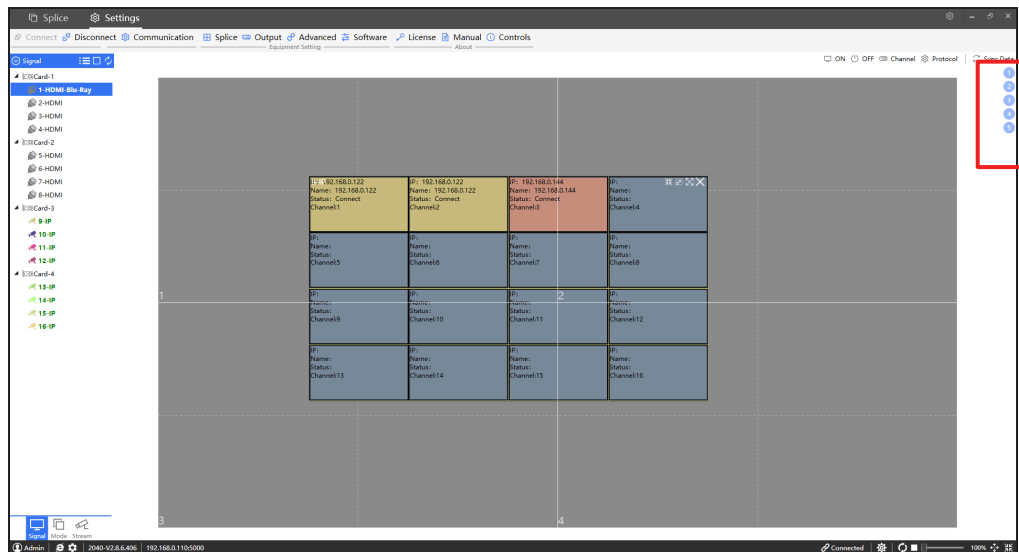 Splice Settings
Connect Disconnect Communication Splice Output Advanced Software License Manual Controls
Equipment Setting About
Signal
ON OFF Channel Protocol Sync Data
Card-1
1-HDMI-Blu-Ray
2-HDMI
3-HDMI
4-HDMI
Card-2
5-HDMI
6-HDMI
7-HDMI
8-HDMI
Card-3
9-IP
10-IP
11-IP
12-IP
Card-4
13-IP
14-IP
15-IP
16-IP
1
2
3
4
5
IP: 192.168.0.122
Name: 192.168.0.122
Status: Connect
Channel:1
IP: 192.168.0.122
Name: 192.168.0.122
Status: Connect
Channel:2
IP: 192.168.0.144
Name: 192.168.0.144
Status: Connect
Channel:3
IP:
Name:
Status:
Channel:4
IP:
Name:
Status:
Channel:5
IP:
Name:
Status:
Channel:6
IP:
Name:
Status:
Channel:7
IP:
Name:
Status:
Channel:8
1
2
IP:
Name:
Status:
Channel:9
IP:
Name:
Status:
Channel:10
IP:
Name:
Status:
Channel:11
IP:
Name:
Status:
Channel:12
IP:
Name:
Status:
Channel:13
IP:
Name:
Status:
Channel:14
IP:
Name:
Status:
Channel:15
IP:
Name:
Status:
Channel:16
3
4
Signal Mode Stream
Admin 2040-V2.8.6.406 192.168.0.110:5000 Connected 100%